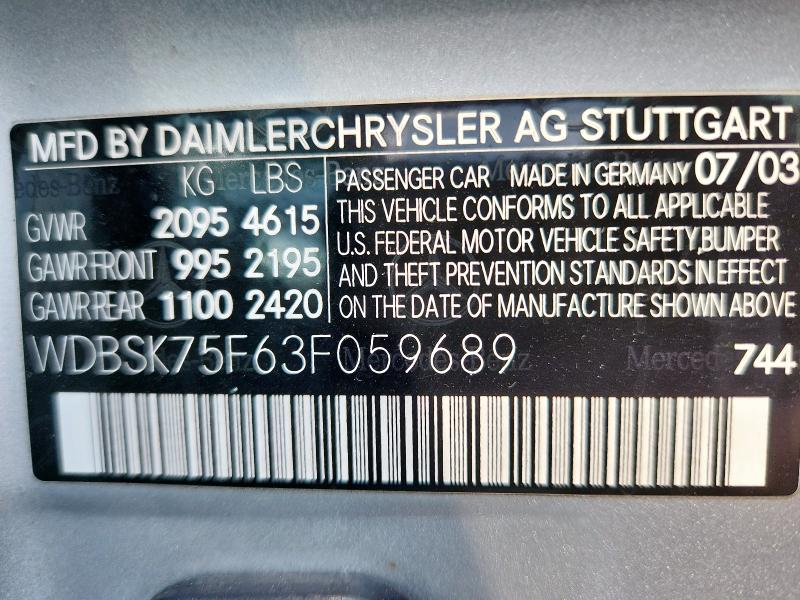 MFD BY DAIMLERCHRYSLER AG STUTTGART
KG LBS
GVWR 2095 4615
GAWR FRONT 995 2195
GAWR REAR 1100 2420
PASSENGER CAR MADE IN GERMANY 07/03
THIS VEHICLE CONFORMS TO ALL APPLICABLE
U.S. FEDERAL MOTOR VEHICLE SAFETY,BUMPER
AND THEFT PREVENTION STANDARDS IN EFFECT
ON THE DATE OF MANUFACTURE SHOWN ABOVE
WDBSK75F63F059689 744